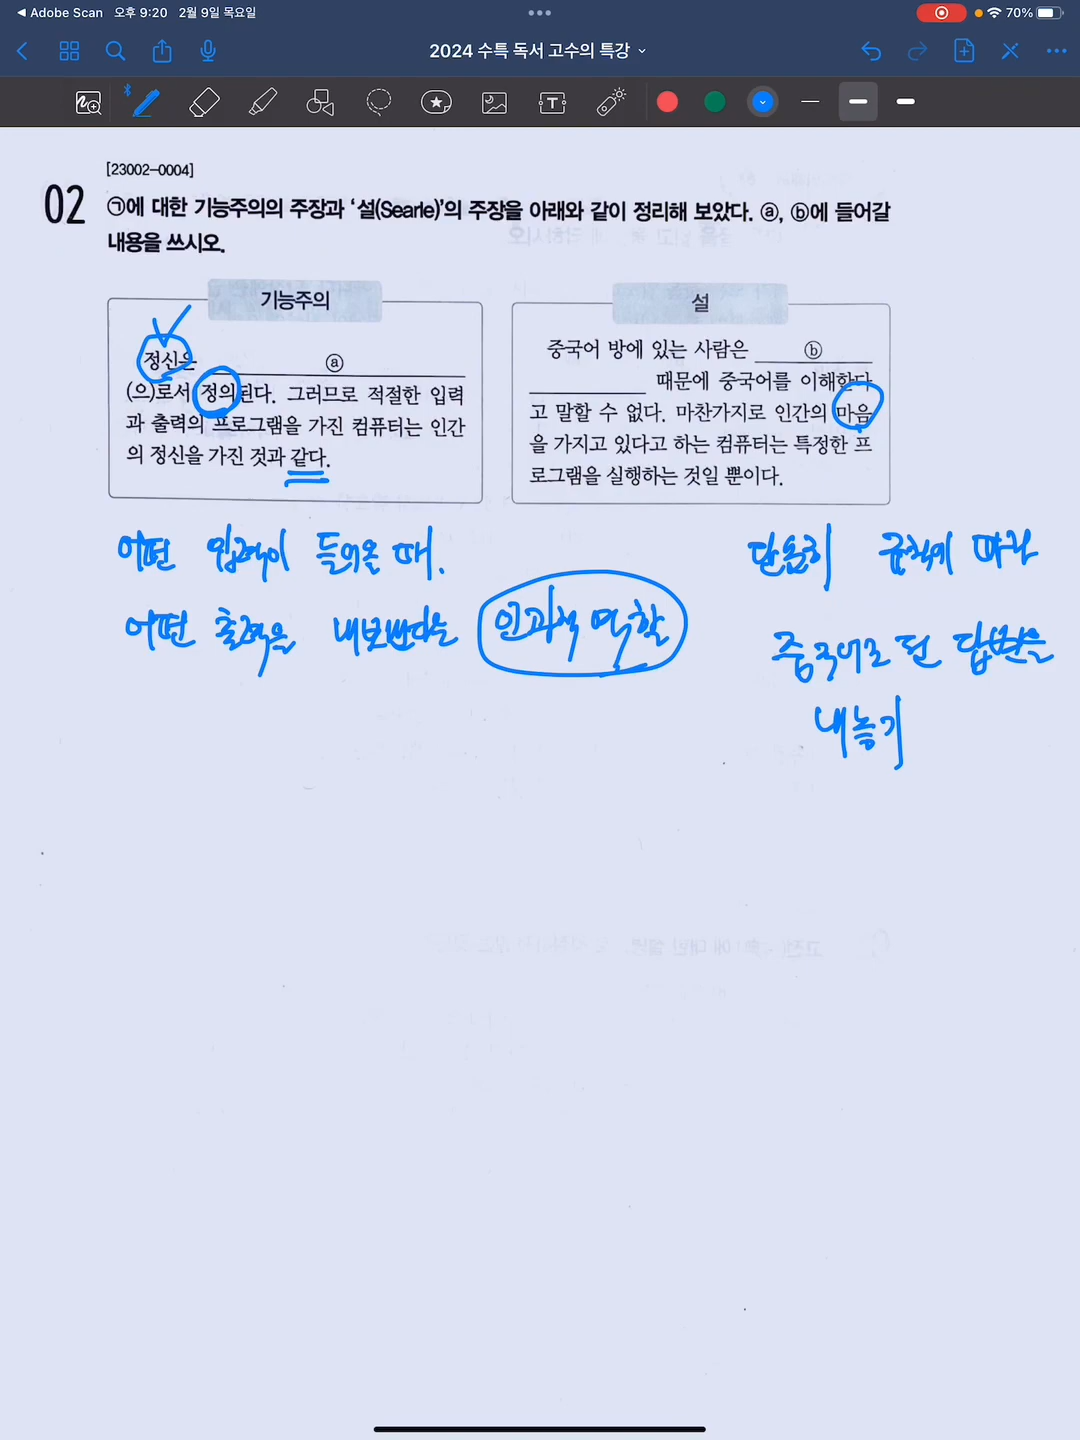 Adobe Scan 오후 9:20 2월 9일 목요일
70%
2024 수특 독서 고수의 특강
[23002-0004]
02 ㉠에 대한 기능주의의 주장과 ‘설(Searle)’의 주장을 아래와 같이 정리해 보았다. ⓐ, ⓑ에 들어갈
내용을 쓰시오.
기능주의
정신은 ⓐ
(으)로서 정의된다. 그러므로 적절한 입력
과 출력의 프로그램을 가진 컴퓨터는 인간
의 정신을 가진 것과 같다.
설
중국어 방에 있는 사람은 ⓑ
때문에 중국어를 이해한다
고 말할 수 없다. 마찬가지로 인간의 마음
을 가지고 있다고 하는 컴퓨터는 특정한 프
로그램을 실행하는 것일 뿐이다.
어떤 입력이 들어올 때.
어떤 출력을 내보낸다는 인과적 역할
단순히 규칙에 따라
중국어로 된 답변을
내놓기